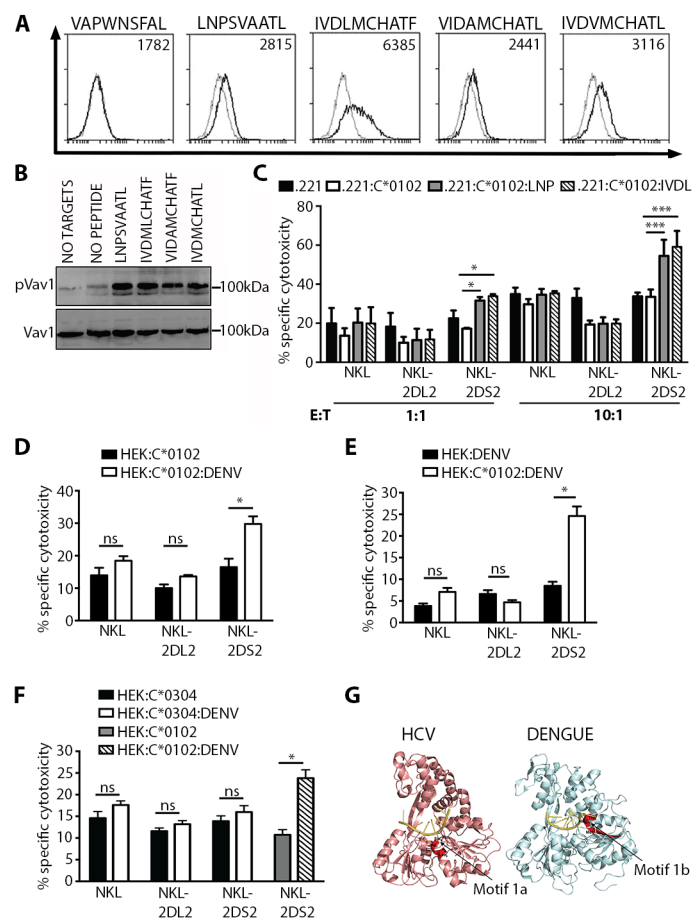 A
VAPWNSFAL LNPSVAATL IVDLMCHATF VIDAMCHATL IVDVMCHATL
1782 2815 6385 2441 3116
B
NO TARGETS
NO PEPTIDE
LNPSVAATL
IVDMLCHATF
VIDAMCHATF
IVDMCHATL
pVav1 100kDa
Vav1 100kDa
C
.221 .221:C*0102 .221:C*0102:LNP .221:C*0102:IVDL
% specific cytotoxicity
80
60
40
20
0
* * *** ***
NKL NKL-2DL2 NKL-2DS2 NKL NKL-2DL2 NKL-2DS2
E:T 1:1 10:1
D
HEK:C*0102
HEK:C*0102:DENV
% specific cytotoxicity
40
30
20
10
0
ns ns *
NKL NKL-2DL2 NKL-2DS2
E
HEK:DENV
HEK:C*0102:DENV
% specific cytotoxicity
30
25
20
15
10
5
0
ns ns *
NKL NKL-2DL2 NKL-2DS2
F
HEK:C*0304
HEK:C*0304:DENV
HEK:C*0102
HEK:C*0102:DENV
% specific cytotoxicity
30
25
20
15
10
5
0
ns ns ns *
NKL NKL-2DL2 NKL-2DS2 NKL-2DS2
G
HCV DENGUE
Motif 1a
Motif 1b